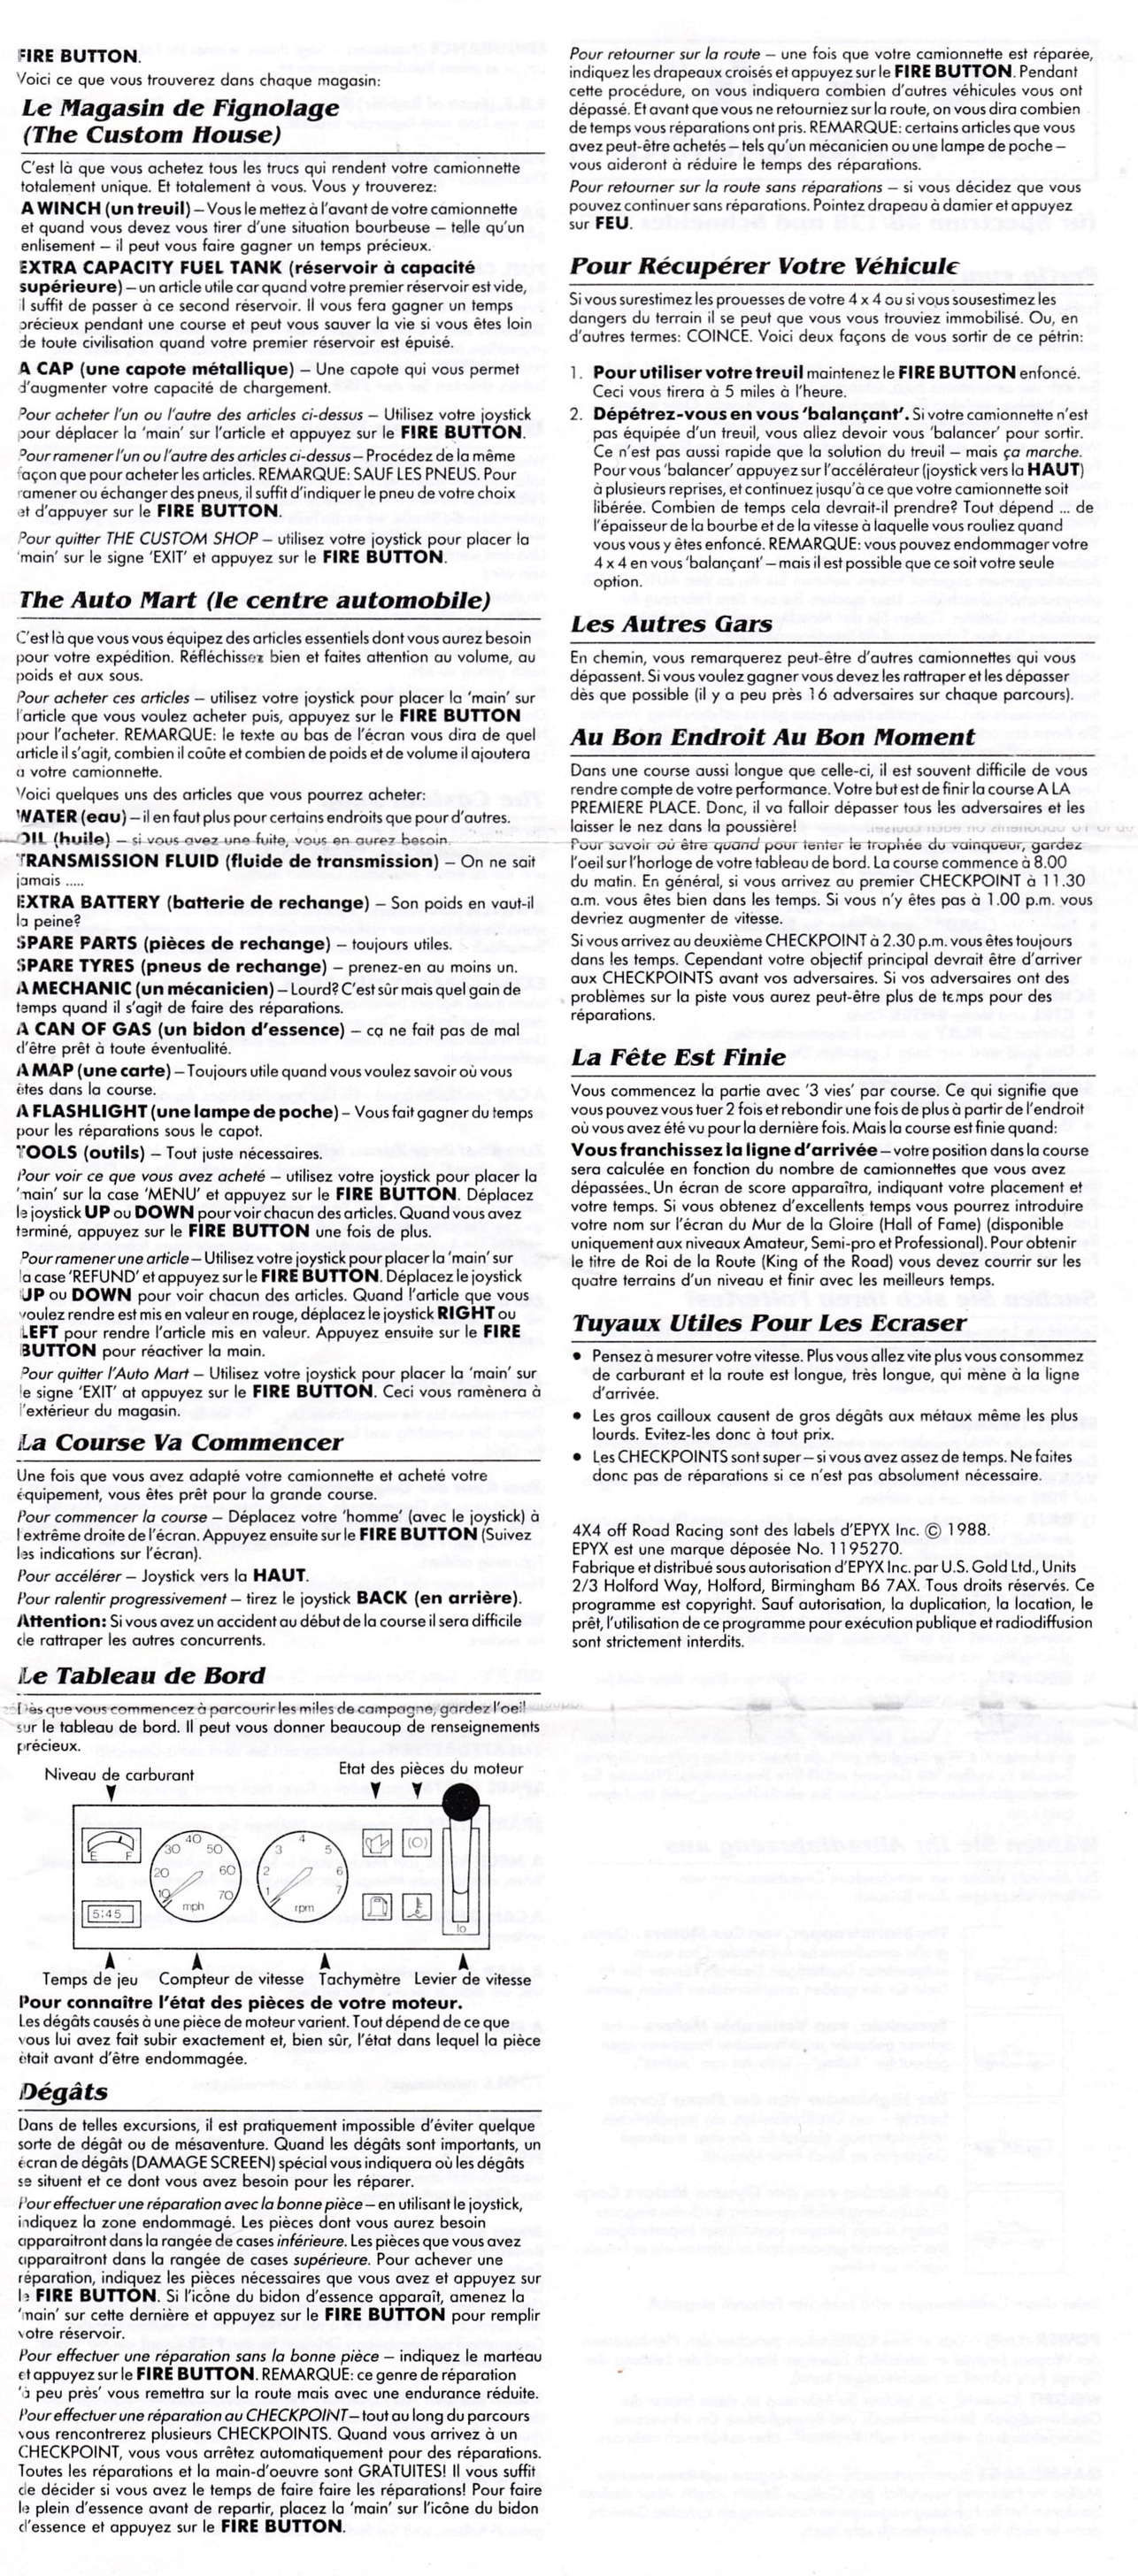 FIRE BUTTON.
Voici ce que vous trouverez dans chaque magasin:
Le Magasin de Fignolage
(The Custom House)
C'est là que vous achetez tous les trucs qui rendent votre camionnette
totalement unique. Et totalement à vous. Vous y trouverez:
A WINCH (un treuil) – Vous le mettez à l'avant de votre camionnette
et quand vous devez vous tirer d'une situation bourbeuse – telle qu'un
enlisement – il peut vous faire gagner un temps précieux.
EXTRA CAPACITY FUEL TANK (réservoir à capacité
supérieure) – un article utile car quand votre premier réservoir est vide,
il suffit de passer à ce second réservoir. Il vous fera gagner un temps
précieux pendant une course et peut vous sauver la vie si vous êtes loin
de toute civilisation quand votre premier réservoir est épuisé.
A CAP (une capote métallique) – Une capote qui vous permet
d'augmenter votre capacité de chargement.
Pour acheter l'un ou l'autre des articles ci-dessus – Utilisez votre joystick
pour déplacer la 'main' sur l'article et appuyez sur le FIRE BUTTON.
Pour ramener l'un ou l'autre des articles ci-dessus – Procédez de la même
façon que pour acheter les articles. REMARQUE: SAUF LES PNEUS. Pour
ramener ou échanger des pneus, il suffit d'indiquer le pneu de votre choix
et d'appuyer sur le FIRE BUTTON.
Pour quitter THE CUSTOM SHOP – utilisez votre joystick pour placer la
'main' sur le signe 'EXIT' et appuyez sur le FIRE BUTTON.
The Auto Mart (le centre automobile)
C'est là que vous vous équipez des articles essentiels dont vous aurez besoin
pour votre expédition. Réfléchissez bien et faites attention au volume, au
poids et aux sous.
Pour acheter ces articles – utilisez votre joystick pour placer la 'main' sur
l'article que vous voulez acheter puis, appuyez sur le FIRE BUTTON
pour l'acheter. REMARQUE: le texte au bas de l'écran vous dira de quel
article il s'agit, combien il coûte et combien de poids et de volume il ajoutera
à votre camionnette.
Voici quelques uns des articles que vous pourrez acheter:
WATER (eau) – il en faut plus pour certains endroits que pour d'autres.
OIL (huile) – si vous avez une fuite, vous en aurez besoin.
TRANSMISSION FLUID (fluide de transmission) – On ne sait
jamais .....
EXTRA BATTERY (batterie de rechange) – Son poids en vaut-il
la peine?
SPARE PARTS (pièces de rechange) – toujours utiles.
SPARE TYRES (pneus de rechange) – prenez-en au moins un.
A MECHANIC (un mécanicien) – Lourd? C'est sûr mais quel gain de
temps quand il s'agit de faire des réparations.
A CAN OF GAS (un bidon d'essence) – ca ne fait pas de mal
d'être prêt à toute éventualité.
A MAP (une carte) – Toujours utile quand vous voulez savoir où vous
êtes dans la course.
A FLASHLIGHT (une lampe de poche) – Vous fait gagner du temps
pour les réparations sous le capot.
TOOLS (outils) – Tout juste nécessaires.
Pour voir ce que vous avez acheté – utilisez votre joystick pour placer la
'main' sur la case 'MENU' et appuyez sur le FIRE BUTTON. Déplacez
le joystick UP ou DOWN pour voir chacun des articles. Quand vous avez
terminé, appuyez sur le FIRE BUTTON une fois de plus.
Pour ramener une article – Utilisez votre joystick pour placer la 'main' sur
la case 'REFUND' et appuyez sur le FIRE BUTTON. Déplacez le joystick
UP ou DOWN pour voir chacun des articles. Quand l'article que vous
voulez rendre est mis en valeur en rouge, déplacez le joystick RIGHT ou
LEFT pour rendre l'article mis en valeur. Appuyez ensuite sur le FIRE
BUTTON pour réactiver la main.
Pour quitter l'Auto Mart – Utilisez votre joystick pour placer la 'main' sur
le signe 'EXIT' at appuyez sur le FIRE BUTTON. Ceci vous ramènera à
l'extérieur du magasin.
La Course Va Commencer
Une fois que vous avez adapté votre camionnette et acheté votre
équipement, vous êtes prêt pour la grande course.
Pour commencer la course – Déplacez votre 'homme' (avec le joystick) à
l'extrême droite de l'écran. Appuyez ensuite sur le FIRE BUTTON (Suivez
les indications sur l'écran).
Pour accélérer – Joystick vers la HAUT.
Pour ralentir progressivement – tirez le joystick BACK (en arrière).
Attention: Si vous avez un accident au début de la course il sera difficile
de rattraper les autres concurrents.
Le Tableau de Bord
Dès que vous commencez à parcourir les miles de campagne, gardez l'oeil
sur le tableau de bord. Il peut vous donner beaucoup de renseignements
précieux.
Niveau de carburant
Etat des pièces du moteur
E F
5:45
10 20 30 40 50 60 70
mph
1 2 3 4 5 6 7
rpm
lo
Temps de jeu Compteur de vitesse Tachymètre Levier de vitesse
Pour connaître l'état des pièces de votre moteur.
Les dégâts causés à une pièce de moteur varient. Tout dépend de ce que
vous lui avez fait subir exactement et, bien sûr, l'état dans lequel la pièce
était avant d'être endommagée.
Dégâts
Dans de telles excursions, il est pratiquement impossible d'éviter quelque
sorte de dégât ou de mésaventure. Quand les dégâts sont importants, un
écran de dégâts (DAMAGE SCREEN) spécial vous indiquera où les dégâts
se situent et ce dont vous avez besoin pour les réparer.
Pour effectuer une réparation avec la bonne pièce – en utilisant le joystick,
indiquez la zone endommagé. Les pièces dont vous aurez besoin
apparaîtront dans la rangée de cases inférieure. Les pièces que vous avez
apparaîtront dans la rangée de cases supérieure. Pour achever une
réparation, indiquez les pièces nécessaires que vous avez et appuyez sur
le FIRE BUTTON. Si l'icône du bidon d'essence apparaît, amenez la
'main' sur cette dernière et appuyez sur le FIRE BUTTON pour remplir
votre réservoir.
Pour effectuer une réparation sans la bonne pièce – indiquez le marteau
et appuyez sur le FIRE BUTTON. REMARQUE: ce genre de réparation
'à peu près' vous remettra sur la route mais avec une endurance réduite.
Pour effectuer une réparation au CHECKPOINT – tout au long du parcours
vous rencontrerez plusieurs CHECKPOINTS. Quand vous arrivez à un
CHECKPOINT, vous vous arrêtez automatiquement pour des réparations.
Toutes les réparations et la main-d'oeuvre sont GRATUITES! Il vous suffit
de décider si vous avez le temps de faire faire les réparations! Pour faire
le plein d'essence avant de repartir, placez la 'main' sur l'icône du bidon
d'essence et appuyez sur le FIRE BUTTON.
Pour retourner sur la route – une fois que votre camionnette est réparée,
indiquez les drapeaux croisés et appuyez sur le FIRE BUTTON. Pendant
cette procédure, on vous indiquera combien d'autres véhicules vous ont
dépassé. Et avant que vous ne retourniez sur la route, on vous dira combien
de temps vous réparations ont pris. REMARQUE: certains articles que vous
avez peut-être achetés – tels qu'un mécanicien ou une lampe de poche –
vous aideront à réduire le temps des réparations.
Pour retourner sur la route sans réparations – si vous décidez que vous
pouvez continuer sans réparations. Pointez drapeau à damier et appuyez
sur FEU.
Pour Récupérer Votre Véhicule
Si vous surestimez les prouesses de votre 4 x 4 ou si vous sousestimez les
dangers du terrain il se peut que vous vous trouviez immobilisé. Ou, en
d'autres termes: COINCE. Voici deux façons de vous sortir de ce pétrin:
1. Pour utiliser votre treuil maintenez le FIRE BUTTON enfoncé.
Ceci vous tirera à 5 miles à l'heure.
2. Dépétrez-vous en vous 'balançant'. Si votre camionnette n'est
pas équipée d'un treuil, vous allez devoir vous 'balancer' pour sortir.
Ce n'est pas aussi rapide que la solution du treuil – mais ça marche.
Pour vous 'balancer' appuyez sur l'accélérateur (joystick vers la HAUT)
à plusieurs reprises, et continuez jusqu'à ce que votre camionnette soit
libérée. Combien de temps cela devrait-il prendre? Tout dépend ... de
l'épaisseur de la bourbe et de la vitesse à laquelle vous rouliez quand
vous vous y êtes enfoncé. REMARQUE: vous pouvez endommager votre
4 x 4 en vous 'balançant' – mais il est possible que ce soit votre seule
option.
Les Autres Gars
En chemin, vous remarquerez peut-être d'autres camionnettes qui vous
dépassent. Si vous voulez gagner vous devez les rattraper et les dépasser
dès que possible (il y a peu près 16 adversaires sur chaque parcours).
Au Bon Endroit Au Bon Moment
Dans une course aussi longue que celle-ci, il est souvent difficile de vous
rendre compte de votre performance. Votre but est de finir la course A LA
PREMIERE PLACE. Donc, il va falloir dépasser tous les adversaires et les
laisser le nez dans la poussière!
Pour savoir où être quand pour tenter le trophée du vainqueur, gardez
l'oeil sur l'horloge de votre tableau de bord. La course commence à 8.00
du matin. En général, si vous arrivez au premier CHECKPOINT à 11.30
a.m. vous êtes bien dans les temps. Si vous n'y êtes pas à 1.00 p.m. vous
devriez augmenter de vitesse.
Si vous arrivez au deuxième CHECKPOINT à 2.30 p.m. vous êtes toujours
dans les temps. Cependant votre objectif principal devrait être d'arriver
aux CHECKPOINTS avant vos adversaires. Si vos adversaires ont des
problèmes sur la piste vous aurez peut-être plus de temps pour des
réparations.
La Fête Est Finie
Vous commencez la partie avec '3 vies' par course. Ce qui signifie que
vous pouvez vous tuer 2 fois et rebondir une fois de plus à partir de l'endroit
où vous avez été vu pour la dernière fois. Mais la course est finie quand:
Vous franchissez la ligne d'arrivée – votre position dans la course
sera calculée en fonction du nombre de camionnettes que vous avez
dépassées. Un écran de score apparaîtra, indiquant votre placement et
votre temps. Si vous obtenez d'excellents temps vous pourrez introduire
votre nom sur l'écran du Mur de la Gloire (Hall of Fame) (disponible
uniquement aux niveaux Amateur, Semi-pro et Professional). Pour obtenir
le titre de Roi de la Route (King of the Road) vous devez courrir sur les
quatre terrains d'un niveau et finir avec les meilleurs temps.
Tuyaux Utiles Pour Les Ecraser
• Pensez à mesurer votre vitesse. Plus vous allez vite plus vous consommez
de carburant et la route est longue, très longue, qui mène à la ligne
d'arrivée.
• Les gros cailloux causent de gros dégâts aux métaux même les plus
lourds. Evitez-les donc à tout prix.
• Les CHECKPOINTS sont super – si vous avez assez de temps. Ne faites
donc pas de réparations si ce n'est pas absolument nécessaire.
4X4 off Road Racing sont des labels d'EPYX Inc. © 1988.
EPYX est une marque déposée No. 1195270.
Fabrique et distribué sous autorisation d'EPYX Inc. par U.S. Gold Ltd., Units
2/3 Holford Way, Holford, Birmingham B6 7AX. Tous droits réservés. Ce
programme est copyright. Sauf autorisation, la duplication, la location, le
prêt, l'utilisation de ce programme pour exécution publique et radiodiffusion
sont strictement interdits.